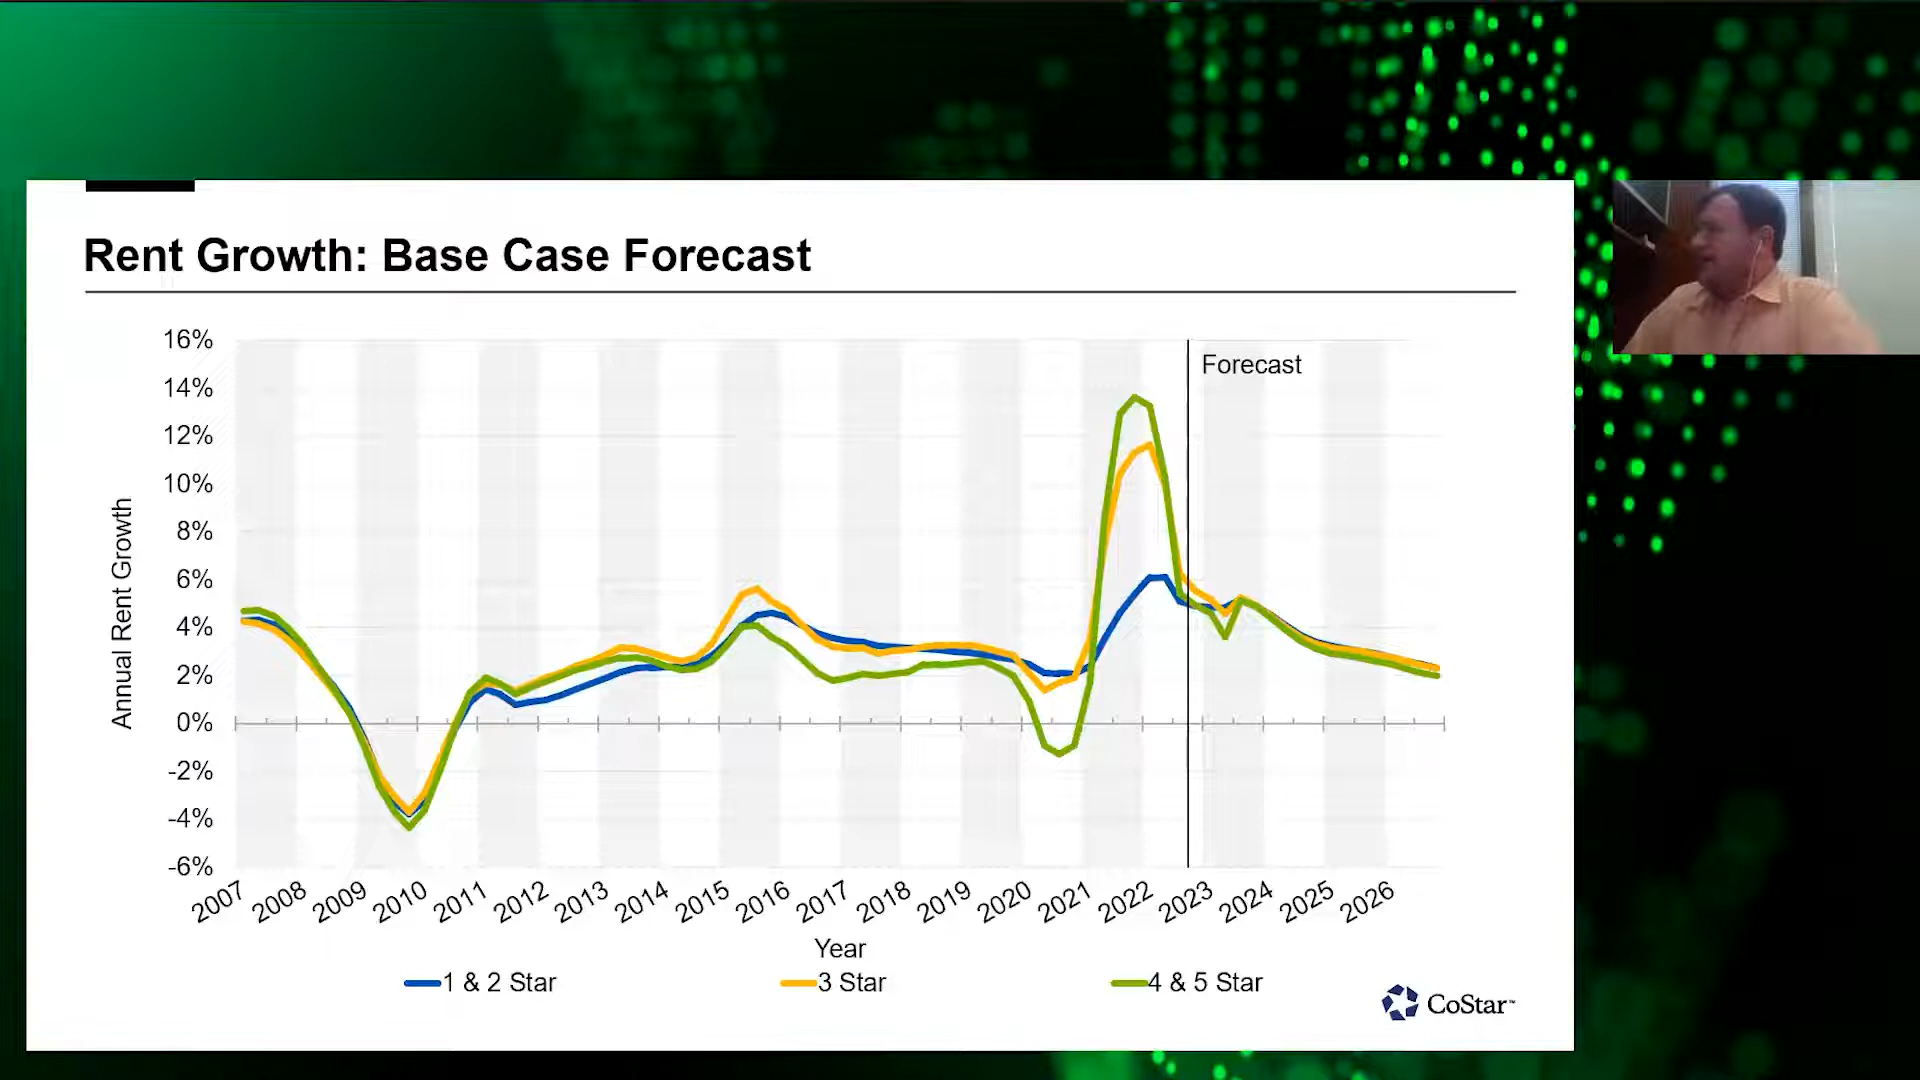 Rent Growth: Base Case Forecast
16%
14%
12%
10%
8%
6%
4%
2%
0%
-2%
-4%
-6%
Annual Rent Growth
Forecast
2007 2008 2009 2010 2011 2012 2013 2014 2015 2016 2017 2018 2019 2020 2021 2022 2023 2024 2025 2026
Year
1 & 2 Star 3 Star 4 & 5 Star
CoStar™